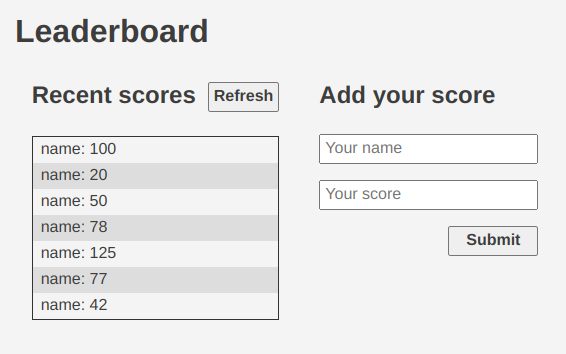 Leaderboard
Recent scores
Refresh
name: 100
name: 20
name: 50
name: 78
name: 125
name: 77
name: 42
Add your score
Your name
Your score
Submit